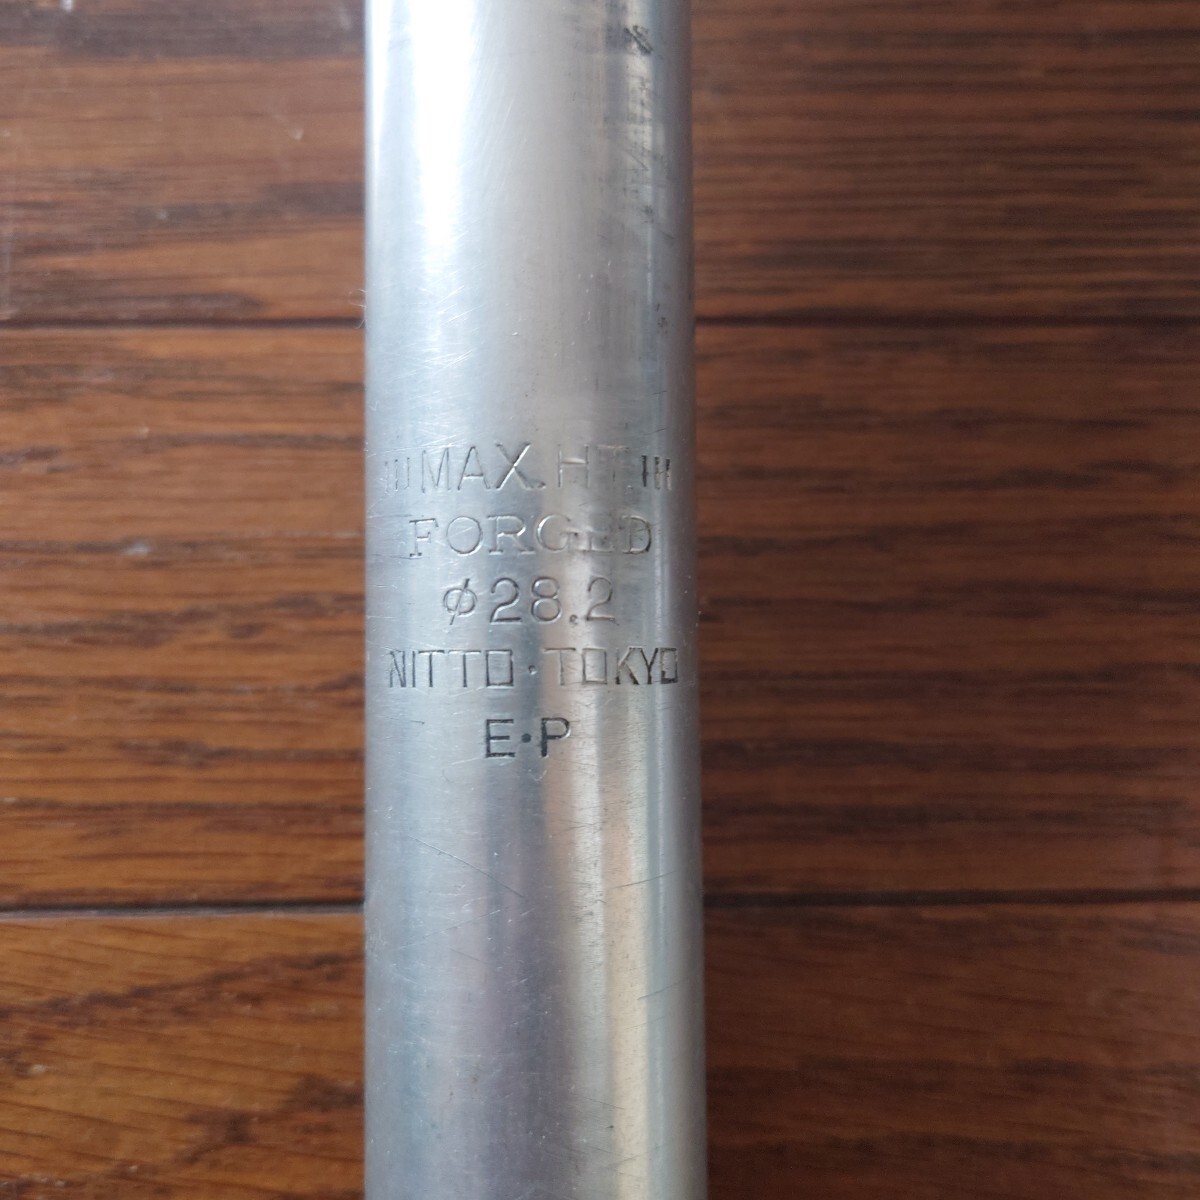 MAX.HT.
FORGED
φ28.2
NITTO・TOKYO
E・P